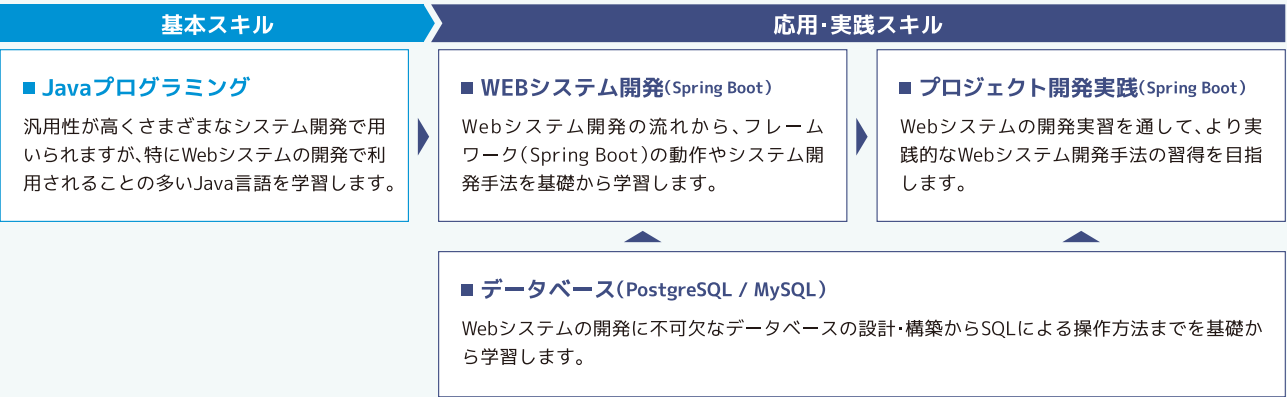 基本スキル
応用・実践スキル
■ Javaプログラミング
汎用性が高くさまざまなシステム開発で用
いられますが、特にWebシステムの開発で利
用されることの多いJava言語を学習します。
■ WEBシステム開発(Spring Boot)
Webシステム開発の流れから、フレーム
ワーク(Spring Boot)の動作やシステム開
発手法を基礎から学習します。
■ プロジェクト開発実践(Spring Boot)
Webシステムの開発実習を通して、より実
践的なWebシステム開発手法の習得を目指
します。
■ データベース(PostgreSQL / MySQL)
Webシステムの開発に不可欠なデータベースの設計・構築からSQLによる操作方法までを基礎か
ら学習します。